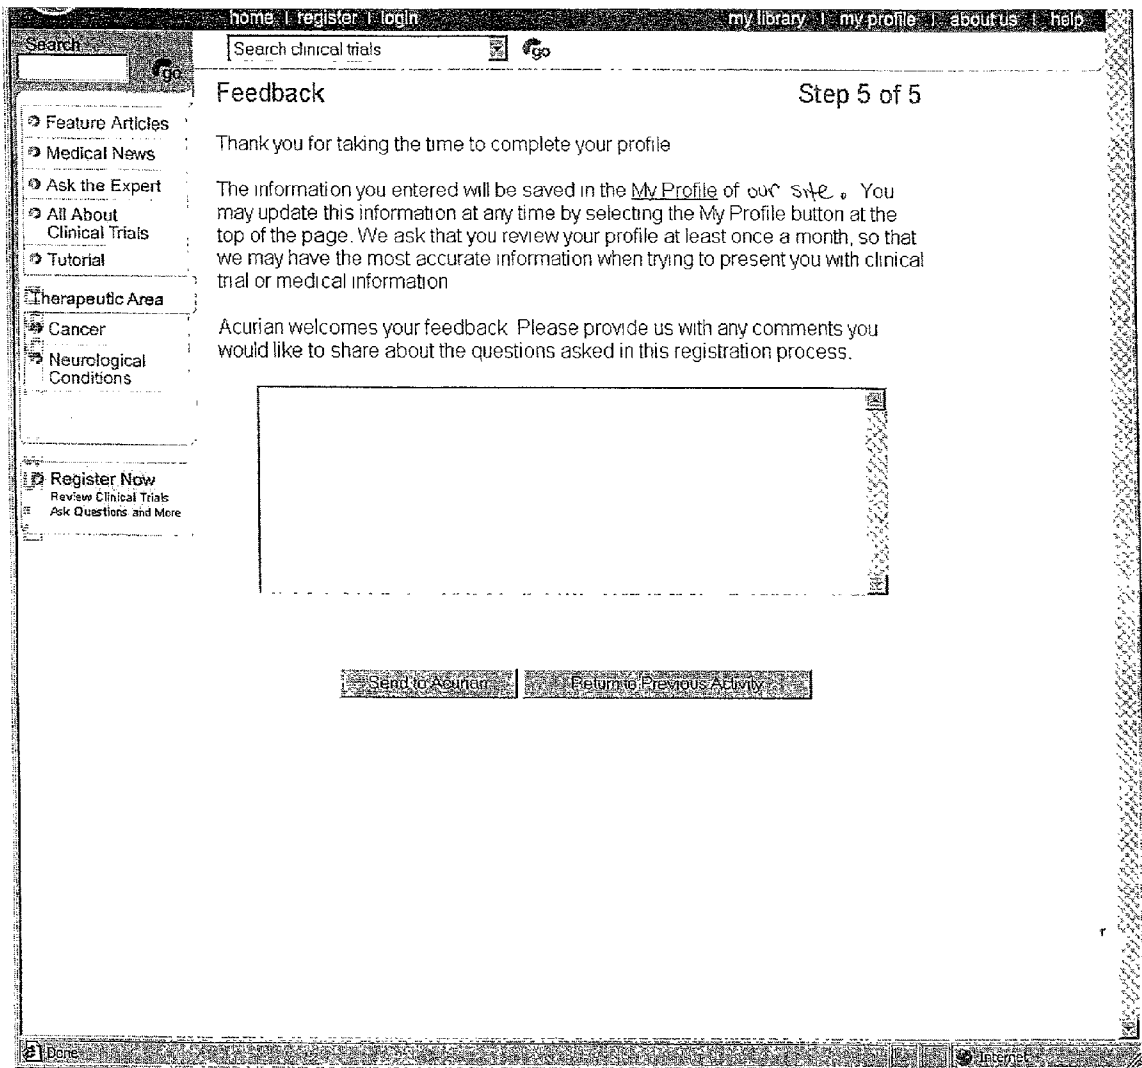 home | register | login my library | my profile | about us | help
Search
Search clinical trials go
go
Feedback Step 5 of 5
Feature Articles
Medical News
Ask the Expert
All About
Clinical Trials
Tutorial
Therapeutic Area
Cancer
Neurological
Conditions
Register Now
Review Clinical Trials
Ask Questions and More
Thank you for taking the time to complete your profile
The information you entered will be saved in the My Profile of our site. You
may update this information at any time by selecting the My Profile button at the
top of the page. We ask that you review your profile at least once a month, so that
we may have the most accurate information when trying to present you with clinical
trial or medical information
Acurian welcomes your feedback Please provide us with any comments you
would like to share about the questions asked in this registration process.
Send to Acurian Return to Previous Activity
Done Internet